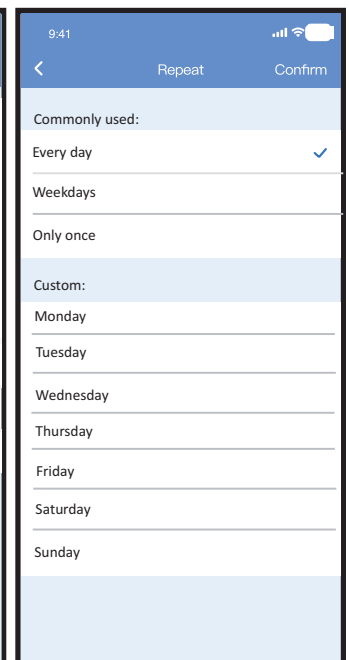 9:41
Repeat Confirm
Commonly used:
Every day
Weekdays
Only once
Custom:
Monday
Tuesday
Wednesday
Thursday
Friday
Saturday
Sunday